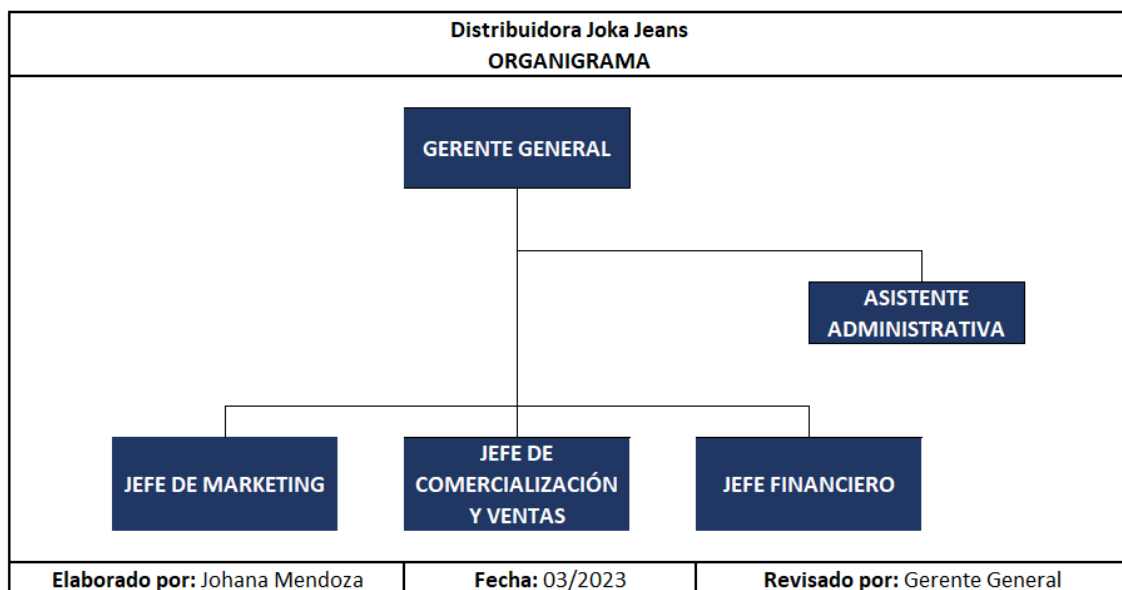 Distribuidora Joka Jeans
ORGANIGRAMA
GERENTE GENERAL
ASISTENTE
ADMINISTRATIVA
JEFE DE MARKETING
JEFE DE
COMERCIALIZACIÓN
Y VENTAS
JEFE FINANCIERO
Elaborado por: Johana Mendoza
Fecha: 03/2023
Revisado por: Gerente General